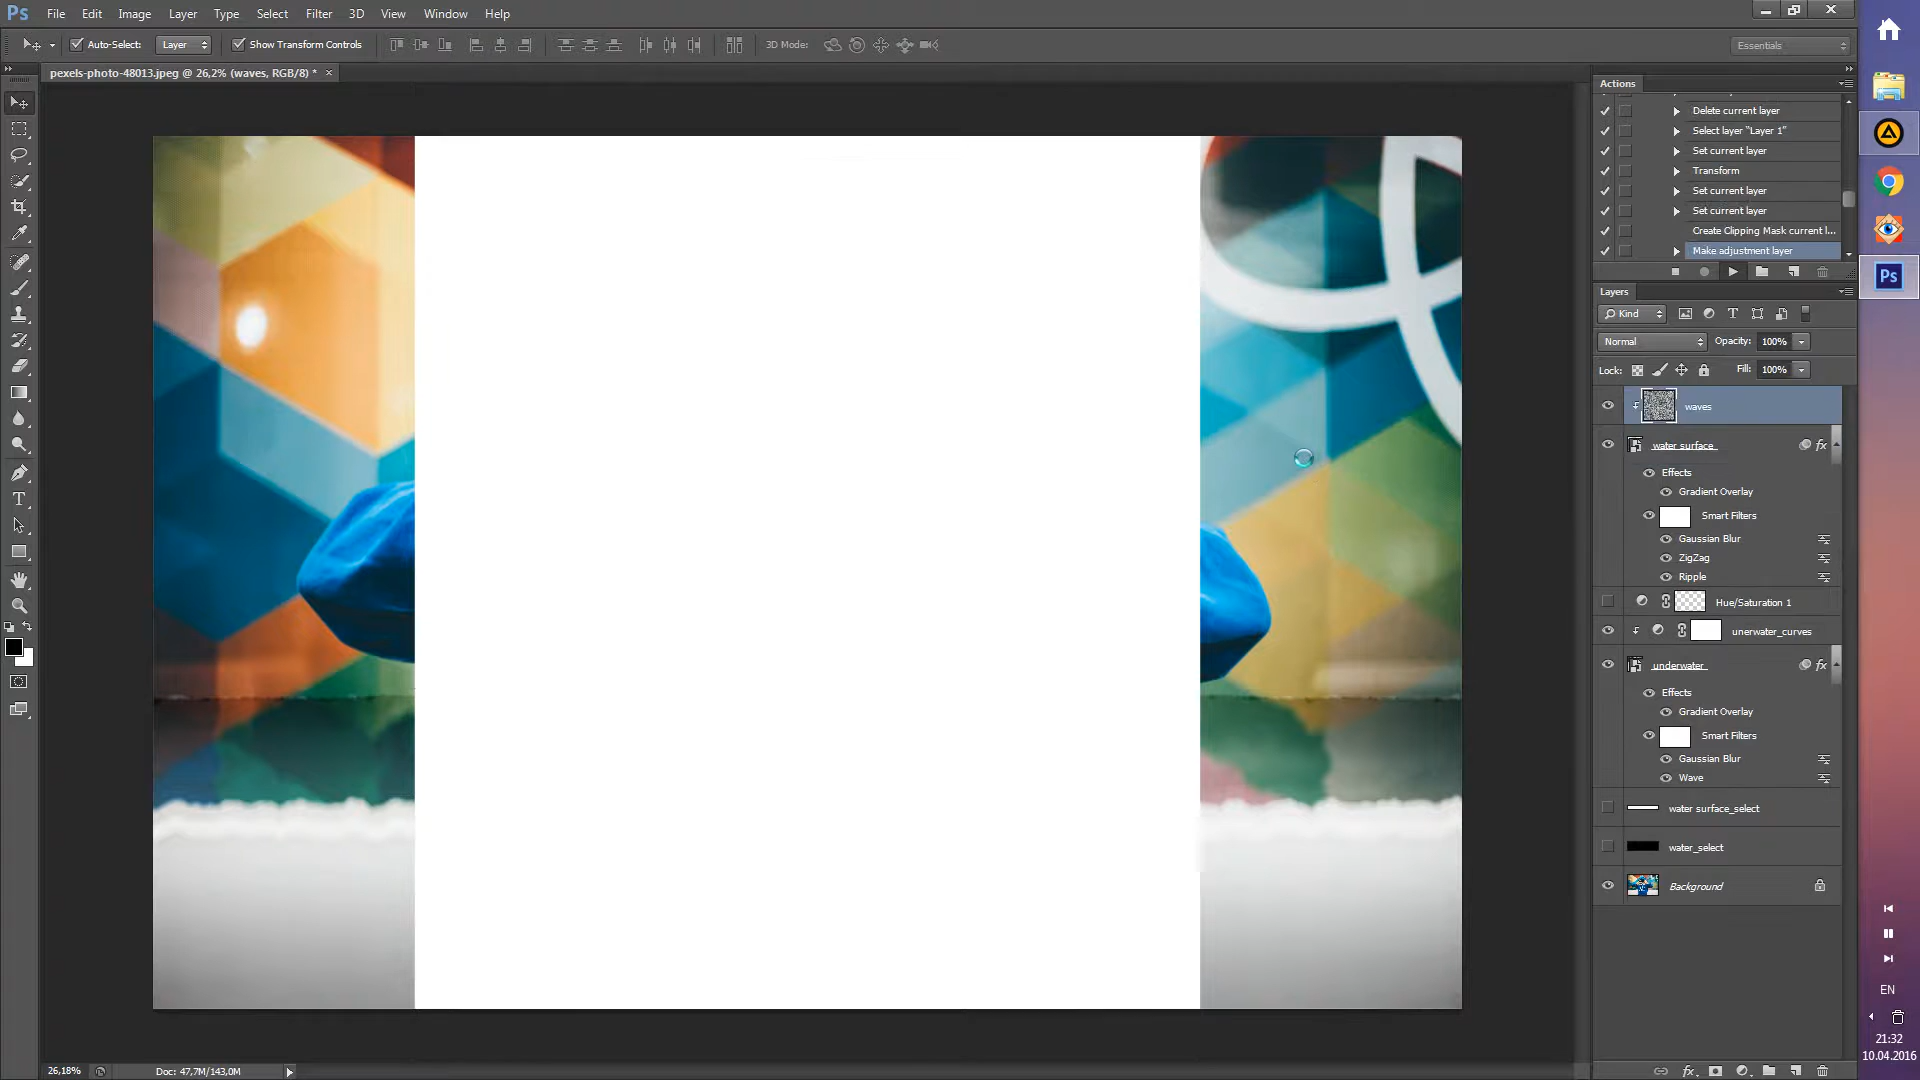 Ps File Edit Image Layer Type Select Filter 3D View Window Help
Auto-Select: Layer Show Transform Controls 3D Mode: Essentials
pexels-photo-48013.jpeg @ 26,2% (waves, RGB/8) * ×
Actions
Delete current layer
Select layer “Layer 1”
Set current layer
Transform
Set current layer
Set current layer
Create Clipping Mask current l...
Make adjustment layer
Ps
Layers
Kind
Normal Opacity: 100%
Lock: Fill: 100%
waves
water surface
fx
Effects
Gradient Overlay
Smart Filters
Gaussian Blur
ZigZag
Ripple
Hue/Saturation 1
unerwater_curves
underwater
fx
Effects
Gradient Overlay
Smart Filters
Gaussian Blur
Wave
water surface_select
water_select
Background
EN
21:32
10.04.2016
26,18% Doc: 47,7M/143,0M
fx